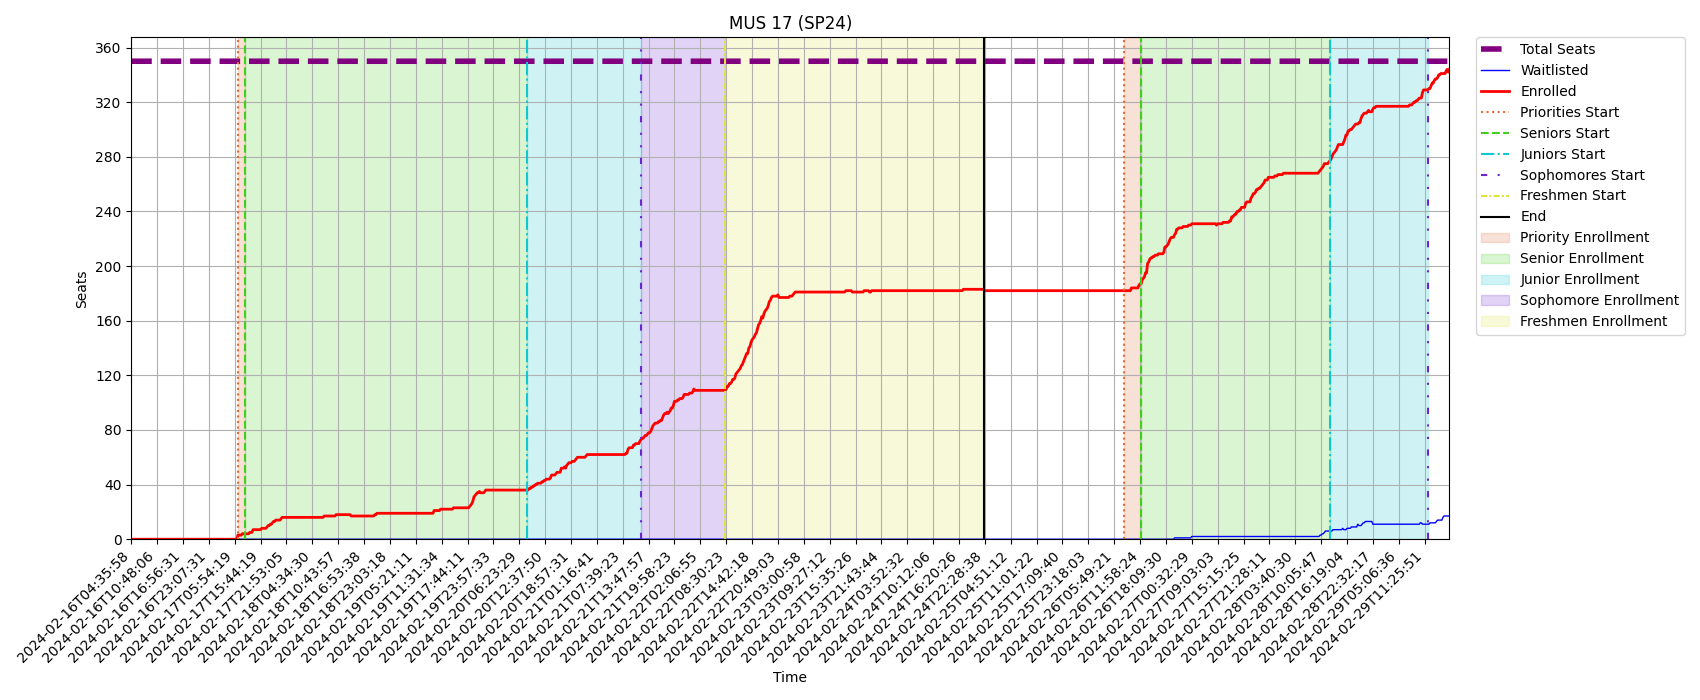 MUS 17 (SP24)
Seats
360
320
280
240
200
160
120
80
40
0
2024-02-16T04:35:58
2024-02-16T10:48:06
2024-02-16T16:56:31
2024-02-16T23:07:31
2024-02-17T05:54:19
2024-02-17T15:44:19
2024-02-17T21:53:05
2024-02-18T04:34:30
2024-02-18T10:43:57
2024-02-18T16:53:38
2024-02-18T23:03:18
2024-02-19T05:21:11
2024-02-19T11:31:34
2024-02-19T17:44:11
2024-02-19T23:57:33
2024-02-20T06:23:29
2024-02-20T12:37:50
2024-02-20T18:57:31
2024-02-21T01:16:41
2024-02-21T07:39:23
2024-02-21T13:47:57
2024-02-21T19:58:23
2024-02-22T02:06:55
2024-02-22T08:30:23
2024-02-22T14:42:18
2024-02-22T20:49:03
2024-02-23T03:00:58
2024-02-23T09:27:12
2024-02-23T15:35:26
2024-02-23T21:43:44
2024-02-24T03:52:32
2024-02-24T10:12:06
2024-02-24T16:20:26
2024-02-24T22:28:38
2024-02-25T04:51:12
2024-02-25T11:01:22
2024-02-25T17:09:40
2024-02-25T23:18:03
2024-02-26T05:49:21
2024-02-26T11:58:24
2024-02-26T18:09:30
2024-02-27T00:32:29
2024-02-27T09:03:03
2024-02-27T15:15:25
2024-02-27T21:28:11
2024-02-28T03:40:30
2024-02-28T10:05:47
2024-02-28T16:19:04
2024-02-28T22:32:17
2024-02-29T05:06:36
2024-02-29T11:25:51
Time
Total Seats
Waitlisted
Enrolled
Priorities Start
Seniors Start
Juniors Start
Sophomores Start
Freshmen Start
End
Priority Enrollment
Senior Enrollment
Junior Enrollment
Sophomore Enrollment
Freshmen Enrollment